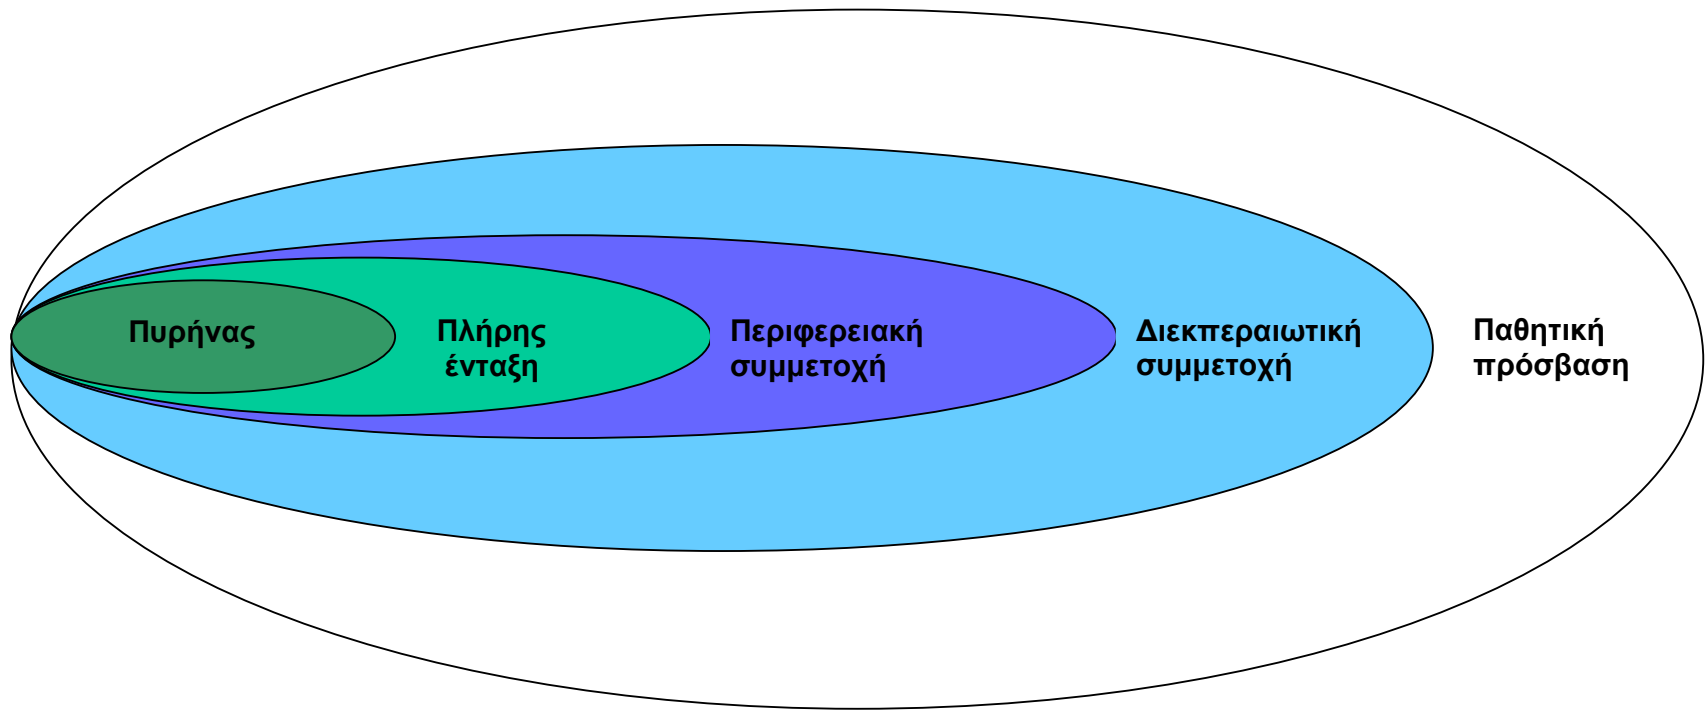 Πυρήνας
Πλήρης
ένταξη
Περιφερειακή
συμμετοχή
Διεκπεραιωτική
συμμετοχή
Παθητική
πρόσβαση